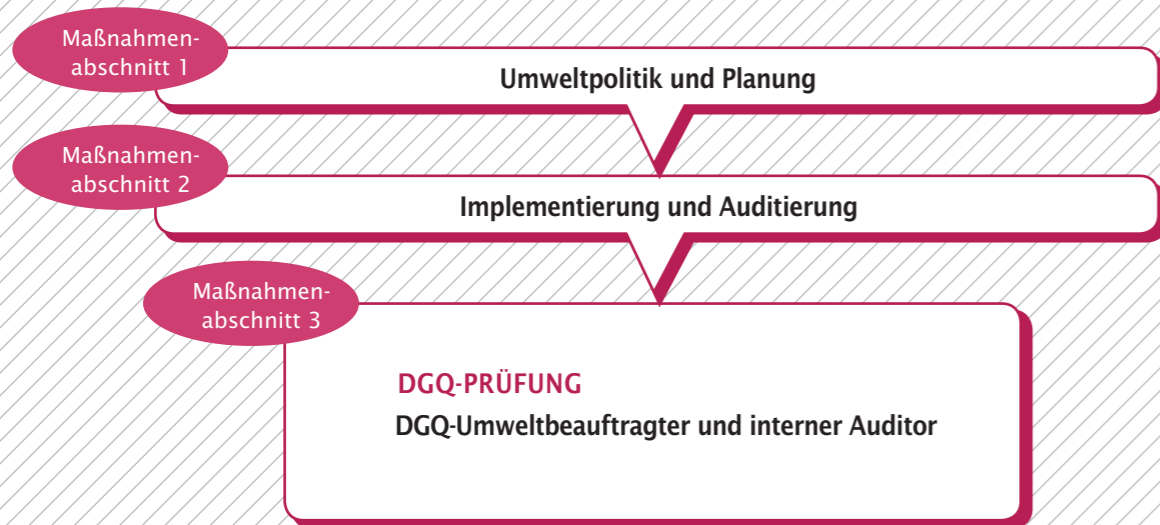 Maßnahmen-
abschnitt 1
Umweltpolitik und Planung
Maßnahmen-
abschnitt 2
Implementierung und Auditierung
Maßnahmen-
abschnitt 3
DGQ-PRÜFUNG
DGQ-Umweltbeauftragter und interner Auditor